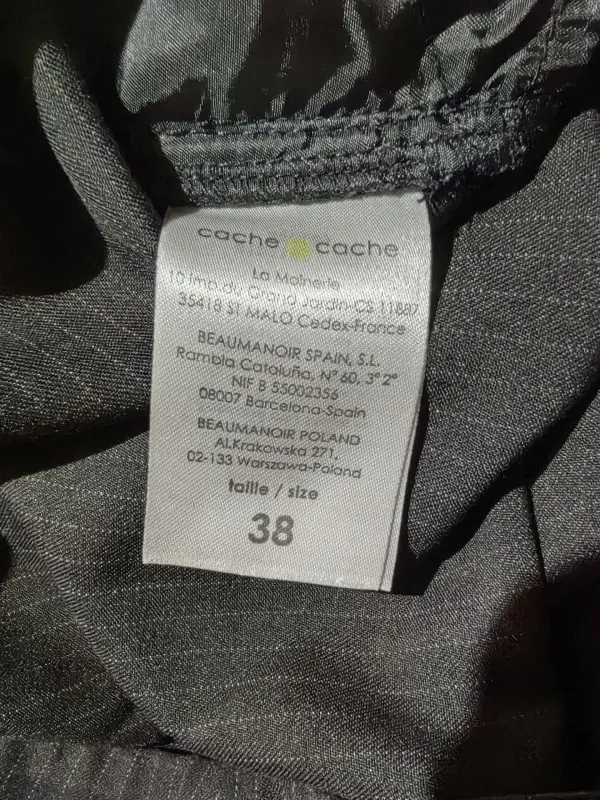 cache cache
La Moinerie
10 Imp.du Grand Jardin-CS 11887
35418 ST MALO Cedex-France
BEAUMANOIR SPAIN, S.L.
Rambla Cataluña, Nº 60, 3º 2º
NIF B 55002356
08007 Barcelona-Spain
BEAUMANOIR POLAND
Al.Krakowska 271,
02-133 Warszawa-Poland
taille / size
38